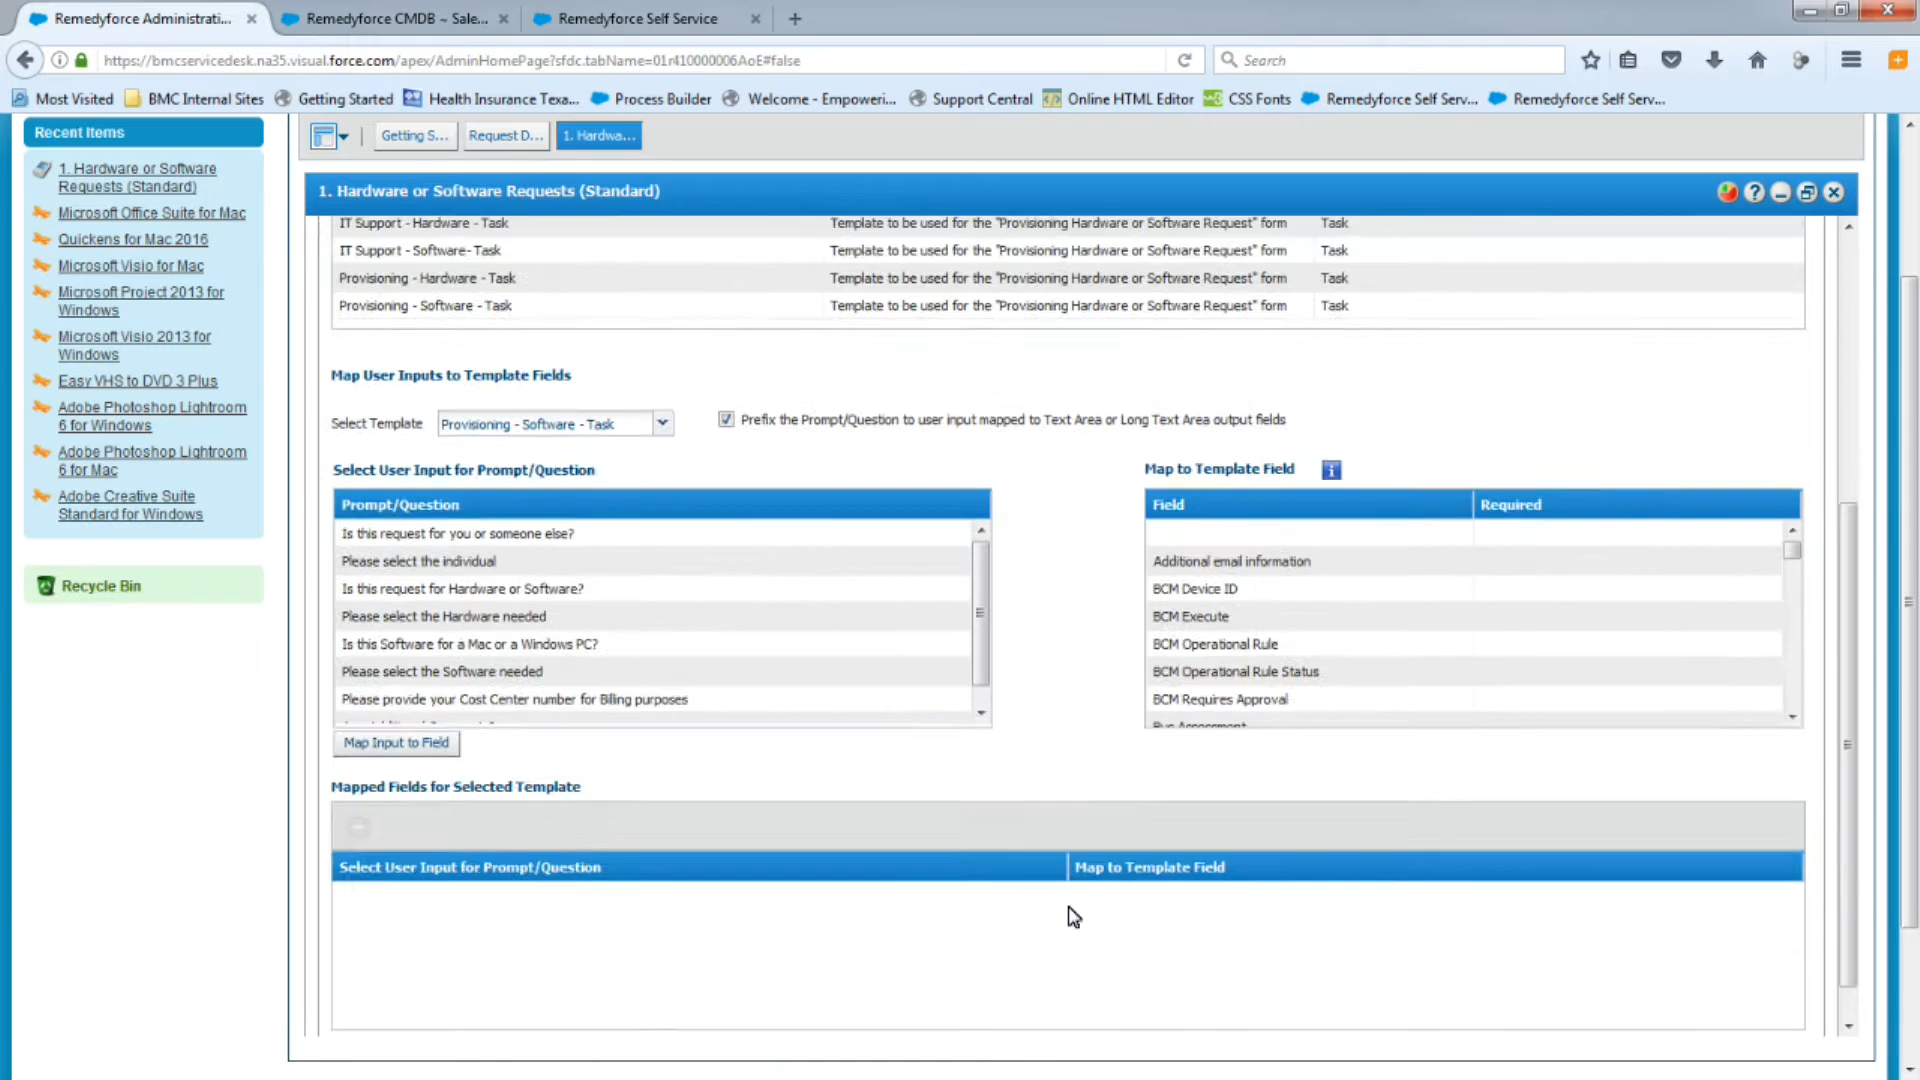 Remedyforce Administrati...
Remedyforce CMDB ~ Sale...
Remedyforce Self Service
https://bmcservicedesk.na35.visual.force.com/apex/AdminHomePage?sfdc.tabName=01r410000006AoE#false
Search
Most Visited
BMC Internal Sites
Getting Started
Health Insurance Texa...
Process Builder
Welcome - Empoweri...
Support Central
Online HTML Editor
CSS Fonts
Remedyforce Self Serv...
Remedyforce Self Serv...
Recent Items
1. Hardware or Software
Requests (Standard)
Microsoft Office Suite for Mac
Quickens for Mac 2016
Microsoft Visio for Mac
Microsoft Project 2013 for
Windows
Microsoft Visio 2013 for
Windows
Easy VHS to DVD 3 Plus
Adobe Photoshop Lightroom
6 for Windows
Adobe Photoshop Lightroom
6 for Mac
Adobe Creative Suite
Standard for Windows
Recycle Bin
Getting S...
Request D...
1. Hardwa...
1. Hardware or Software Requests (Standard)
IT Support - Hardware - Task Template to be used for the "Provisioning Hardware or Software Request" form Task
IT Support - Software- Task Template to be used for the "Provisioning Hardware or Software Request" form Task
Provisioning - Hardware - Task Template to be used for the "Provisioning Hardware or Software Request" form Task
Provisioning - Software - Task Template to be used for the "Provisioning Hardware or Software Request" form Task
Map User Inputs to Template Fields
Select Template Provisioning - Software - Task
Prefix the Prompt/Question to user input mapped to Text Area or Long Text Area output fields
Select User Input for Prompt/Question
Prompt/Question
Is this request for you or someone else?
Please select the individual
Is this request for Hardware or Software?
Please select the Hardware needed
Is this Software for a Mac or a Windows PC?
Please select the Software needed
Please provide your Cost Center number for Billing purposes
Map Input to Field
Map to Template Field
Field Required
Additional email information
BCM Device ID
BCM Execute
BCM Operational Rule
BCM Operational Rule Status
BCM Requires Approval
Mapped Fields for Selected Template
Select User Input for Prompt/Question Map to Template Field